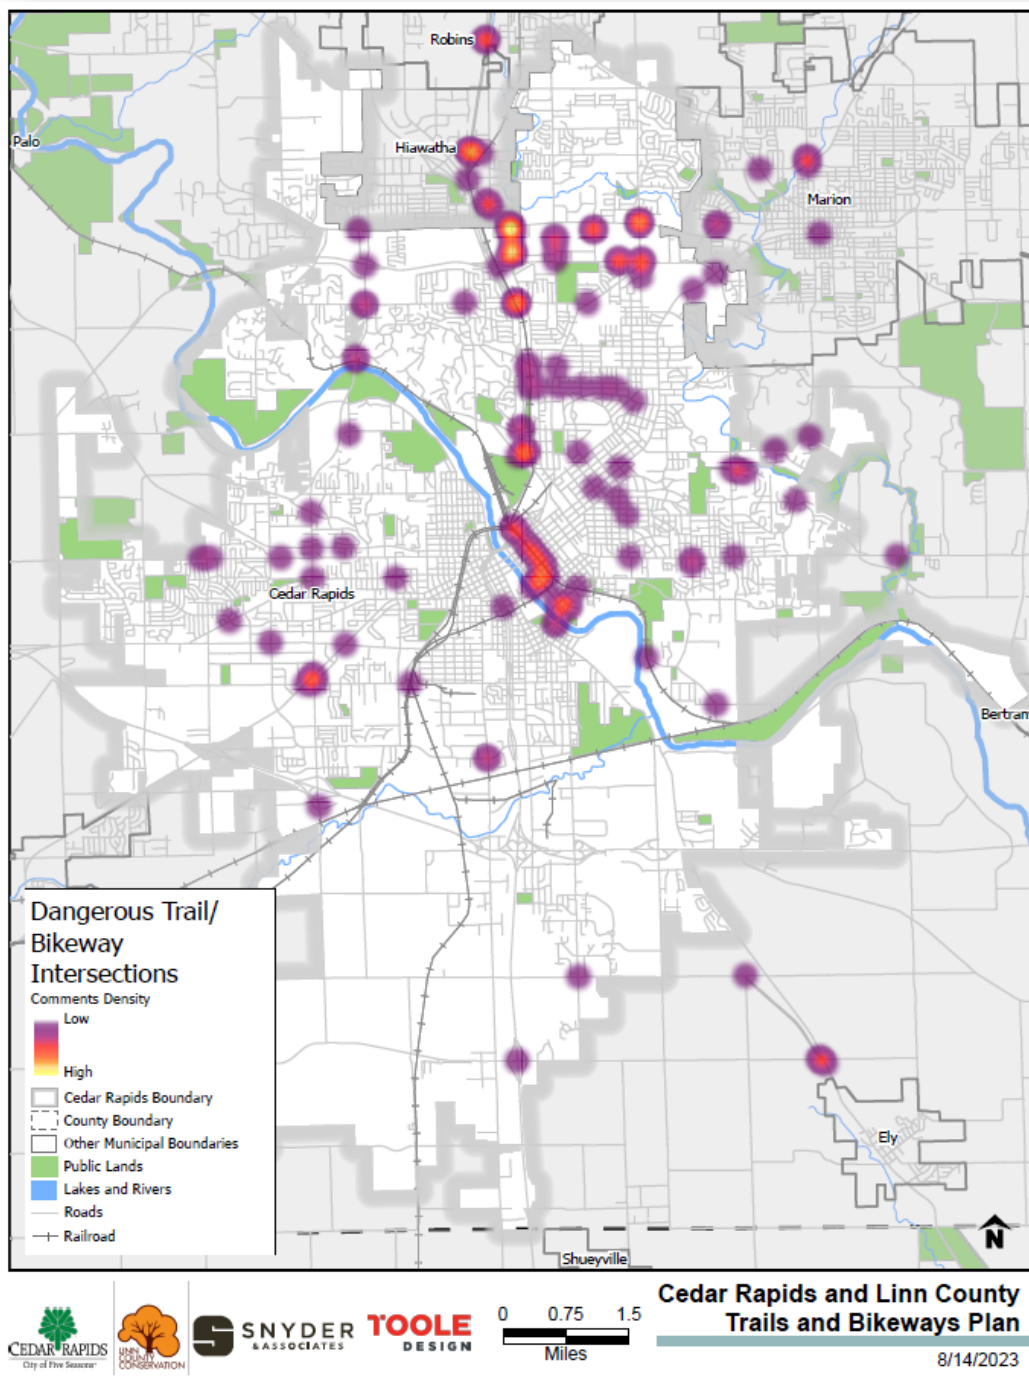 Robins
Hiawatha
Palo
Marion
Cedar Rapids
Bertram
Dangerous Trail/
Bikeway
Intersections
Comments Density
Low
High
Cedar Rapids Boundary
County Boundary
Other Municipal Boundaries
Public Lands
Lakes and Rivers
Roads
Railroad
Ely
N
Shueyville
CEDAR RAPIDS
City of Five Seasons
LINN
COUNTY
CONSERVATION
S SNYDER
& ASSOCIATES
TOOLE
DESIGN
0 0.75 1.5
Miles
Cedar Rapids and Linn County
Trails and Bikeways Plan
8/14/2023